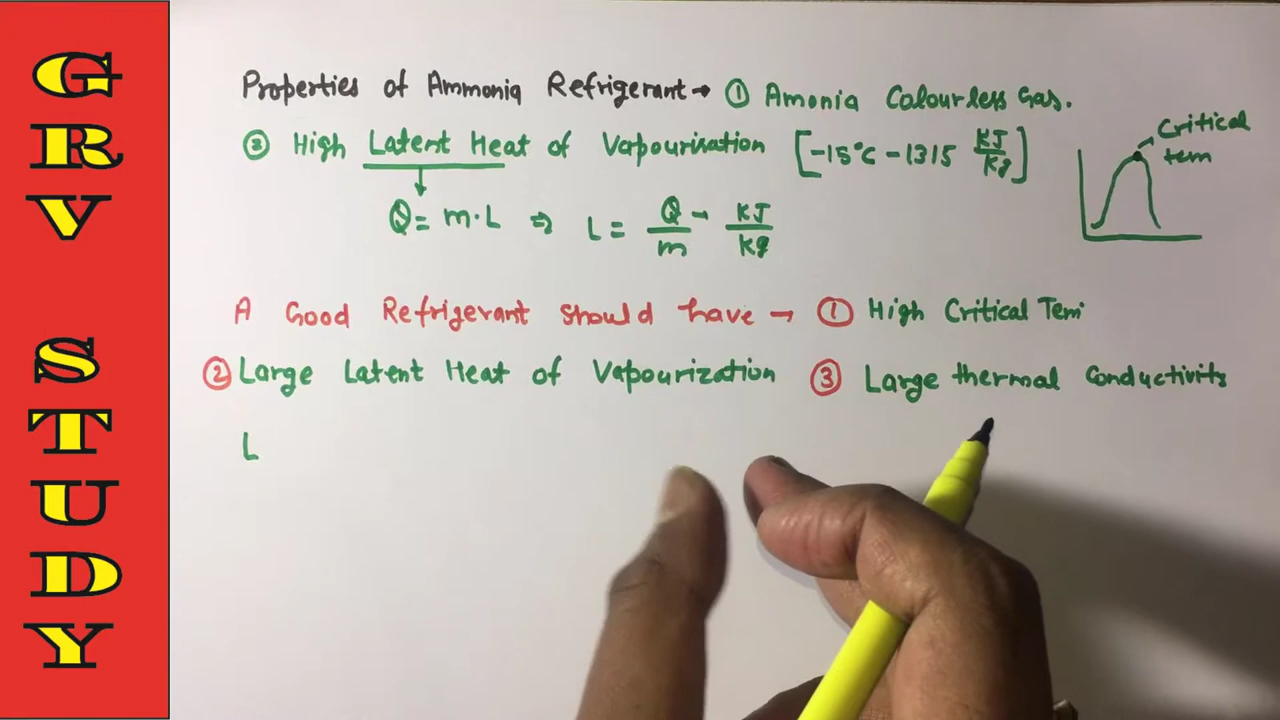 GRV STUDY
Properties of Ammonia Refrigerant → ① Amonia Colourless Gas.
② High Latent Heat of Vapourisation [-15°C - 1315 KJ/Kg]
Critical tem
Q = m·L ⇒ L = Q/m - KJ/kg
A Good Refrigerant should have → ① High Critical Tem
② Large Latent Heat of Vapourization ③ Large thermal Conductivits
L